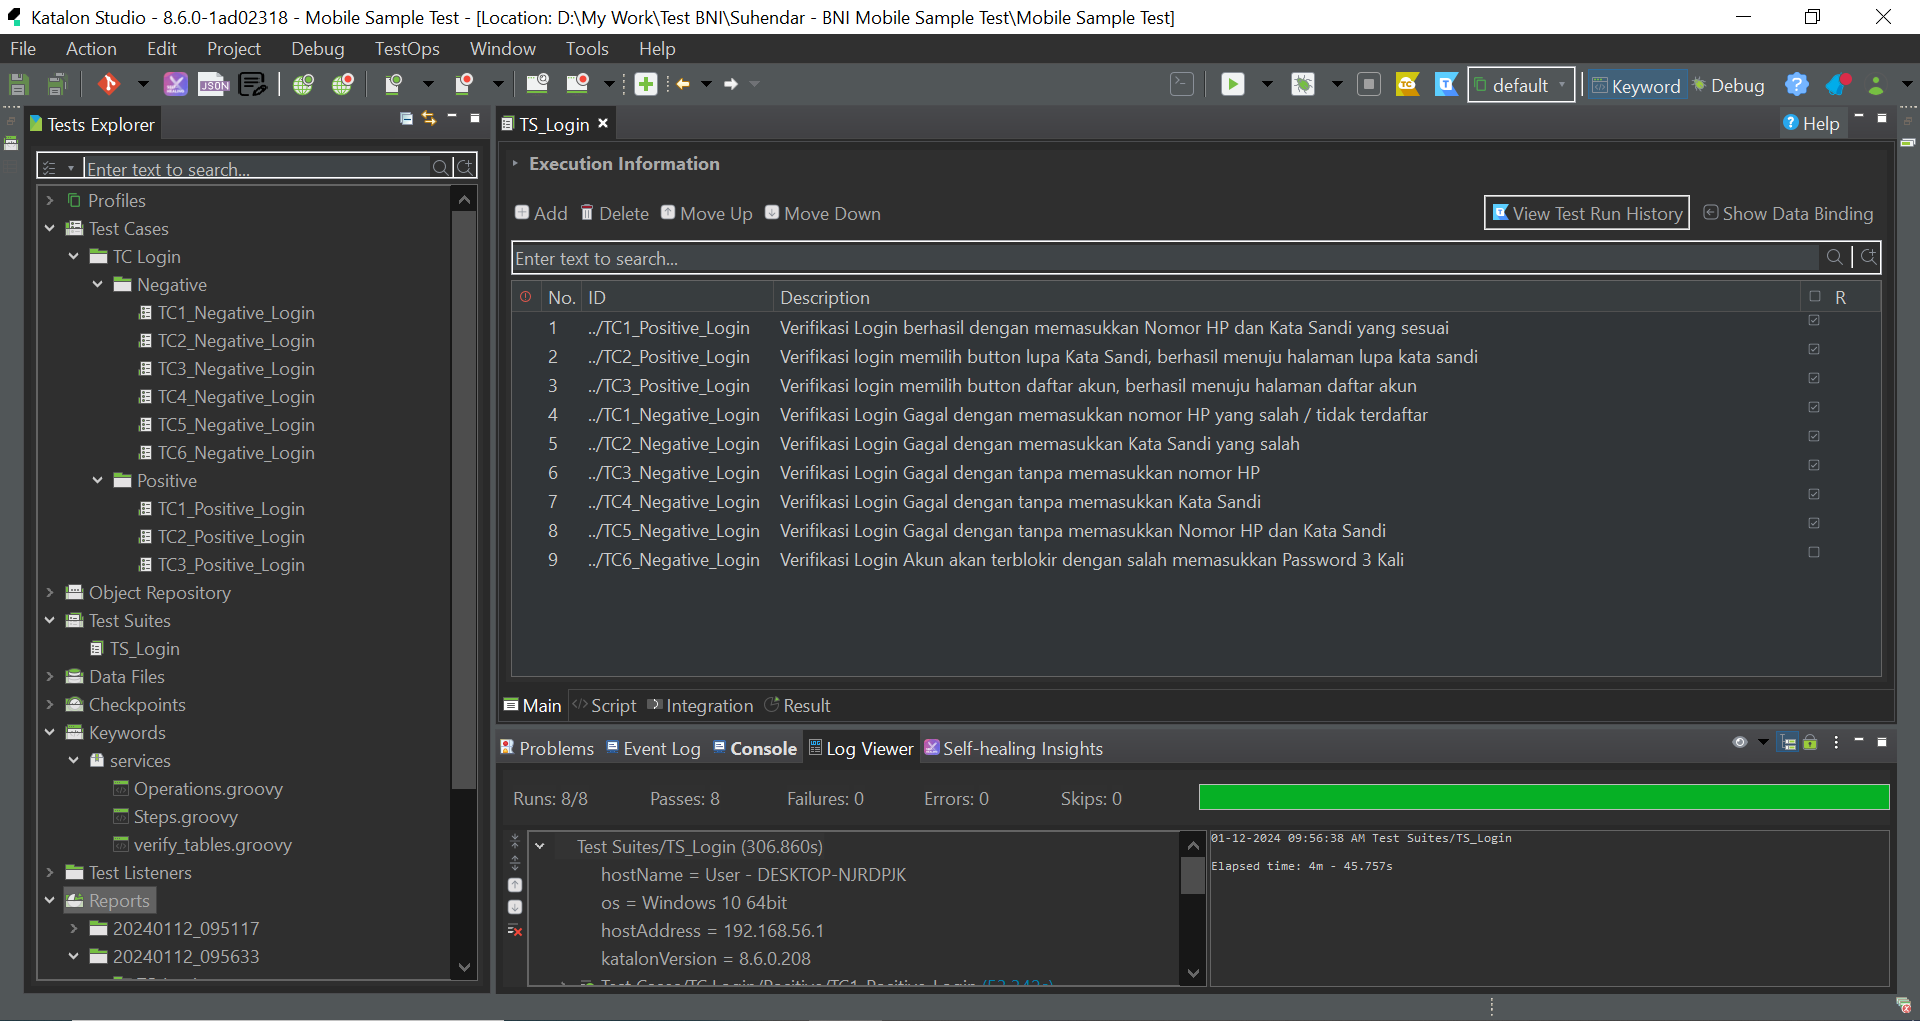 Katalon Studio - 8.6.0-1ad02318 - Mobile Sample Test - [Location: D:\My Work\Test BNI\Suhendar - BNI Mobile Sample Test\Mobile Sample Test]
File Action Edit Project Debug TestOps Window Tools Help
JSON TC T default Keyword Debug
Tests Explorer
Enter text to search...
Profiles
Test Cases
TC Login
Negative
TC1_Negative_Login
TC2_Negative_Login
TC3_Negative_Login
TC4_Negative_Login
TC5_Negative_Login
TC6_Negative_Login
Positive
TC1_Positive_Login
TC2_Positive_Login
TC3_Positive_Login
Object Repository
Test Suites
TS_Login
Data Files
Checkpoints
Keywords
services
Operations.groovy
Steps.groovy
verify_tables.groovy
Test Listeners
Reports
20240112_095117
20240112_095633
TS_Login
Help
Execution Information
Add Delete Move Up Move Down
View Test Run History Show Data Binding
Enter text to search...
No. ID Description R
1 ../TC1_Positive_Login Verifikasi Login berhasil dengan memasukkan Nomor HP dan Kata Sandi yang sesuai
2 ../TC2_Positive_Login Verifikasi login memilih button lupa Kata Sandi, berhasil menuju halaman lupa kata sandi
3 ../TC3_Positive_Login Verifikasi login memilih button daftar akun, berhasil menuju halaman daftar akun
4 ../TC1_Negative_Login Verifikasi Login Gagal dengan memasukkan nomor HP yang salah / tidak terdaftar
5 ../TC2_Negative_Login Verifikasi Login Gagal dengan memasukkan Kata Sandi yang salah
6 ../TC3_Negative_Login Verifikasi Login Gagal dengan tanpa memasukkan nomor HP
7 ../TC4_Negative_Login Verifikasi Login Gagal dengan tanpa memasukkan Kata Sandi
8 ../TC5_Negative_Login Verifikasi Login Gagal dengan tanpa memasukkan Nomor HP dan Kata Sandi
9 ../TC6_Negative_Login Verifikasi Login Akun akan terblokir dengan salah memasukkan Password 3 Kali
Main Script Integration Result
Problems Event Log Console Log Viewer Self-healing Insights
Runs: 8/8 Passes: 8 Failures: 0 Errors: 0 Skips: 0
Test Suites/TS_Login (306.860s)
hostName = User - DESKTOP-NJRDPJK
os = Windows 10 64bit
hostAddress = 192.168.56.1
katalonVersion = 8.6.0.208
Test Cases/TC Login/Positive/TC1_Positive_Login
01-12-2024 09:56:38 AM Test Suites/TS_Login
Elapsed time: 4m - 45.757s